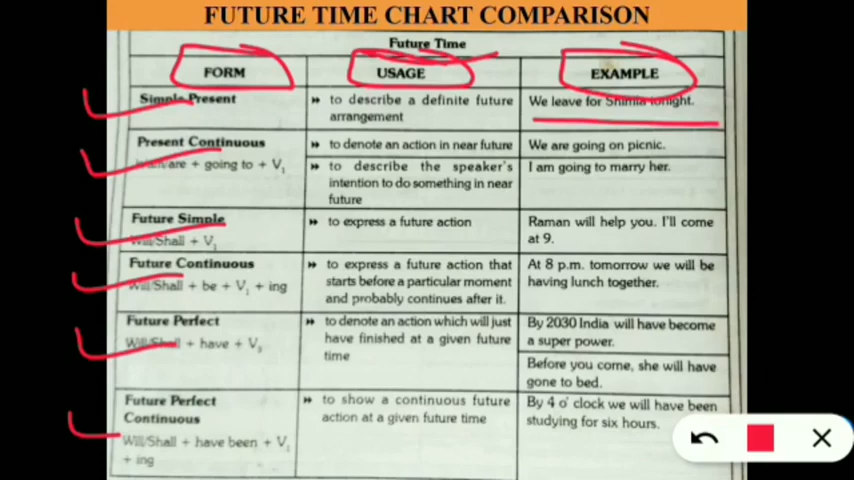 FUTURE TIME CHART COMPARISON
Future Time
FORM
USAGE
EXAMPLE
Simple Present
to describe a definite future
arrangement
We leave for Shimla tonight.
Present Continuous
are + going to + V₁
to denote an action in near future
We are going on picnic.
to describe the speaker's
intention to do something in near
future
I am going to marry her.
Future Simple
Will/Shall + V₁
to express a future action
Raman will help you. I'll come
at 9.
Future Continuous
Will/Shall + be + V₁ + ing
to express a future action that
starts before a particular moment
and probably continues after it.
At 8 p.m. tomorrow we will be
having lunch together.
Future Perfect
Will/Shall + have + V₃
to denote an action which will just
have finished at a given future
time
By 2030 India will have become
a super power.
Before you come, she will have
gone to bed.
Future Perfect
Continuous
Will/Shall + have been + V₁
+ ing
to show a continuous future
action at a given future time
By 4 o' clock we will have been
studying for six hours.